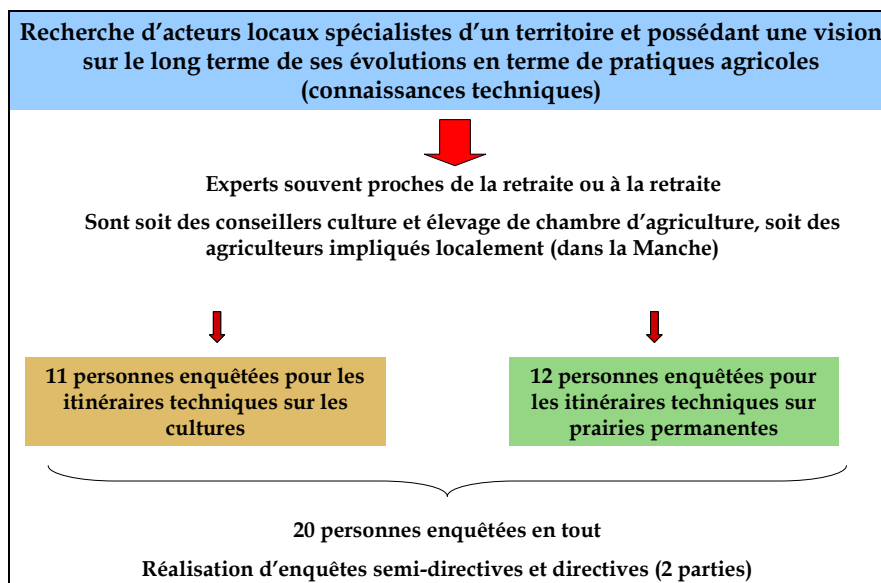 Recherche d’acteurs locaux spécialistes d’un territoire et possédant une vision
sur le long terme de ses évolutions en terme de pratiques agricoles
(connaissances techniques)
Experts souvent proches de la retraite ou à la retraite
Sont soit des conseillers culture et élevage de chambre d’agriculture, soit des
agriculteurs impliqués localement (dans la Manche)
11 personnes enquêtées pour les
itinéraires techniques sur les
cultures
12 personnes enquêtées pour
les itinéraires techniques sur
prairies permanentes
20 personnes enquêtées en tout
Réalisation d’enquêtes semi-directives et directives (2 parties)